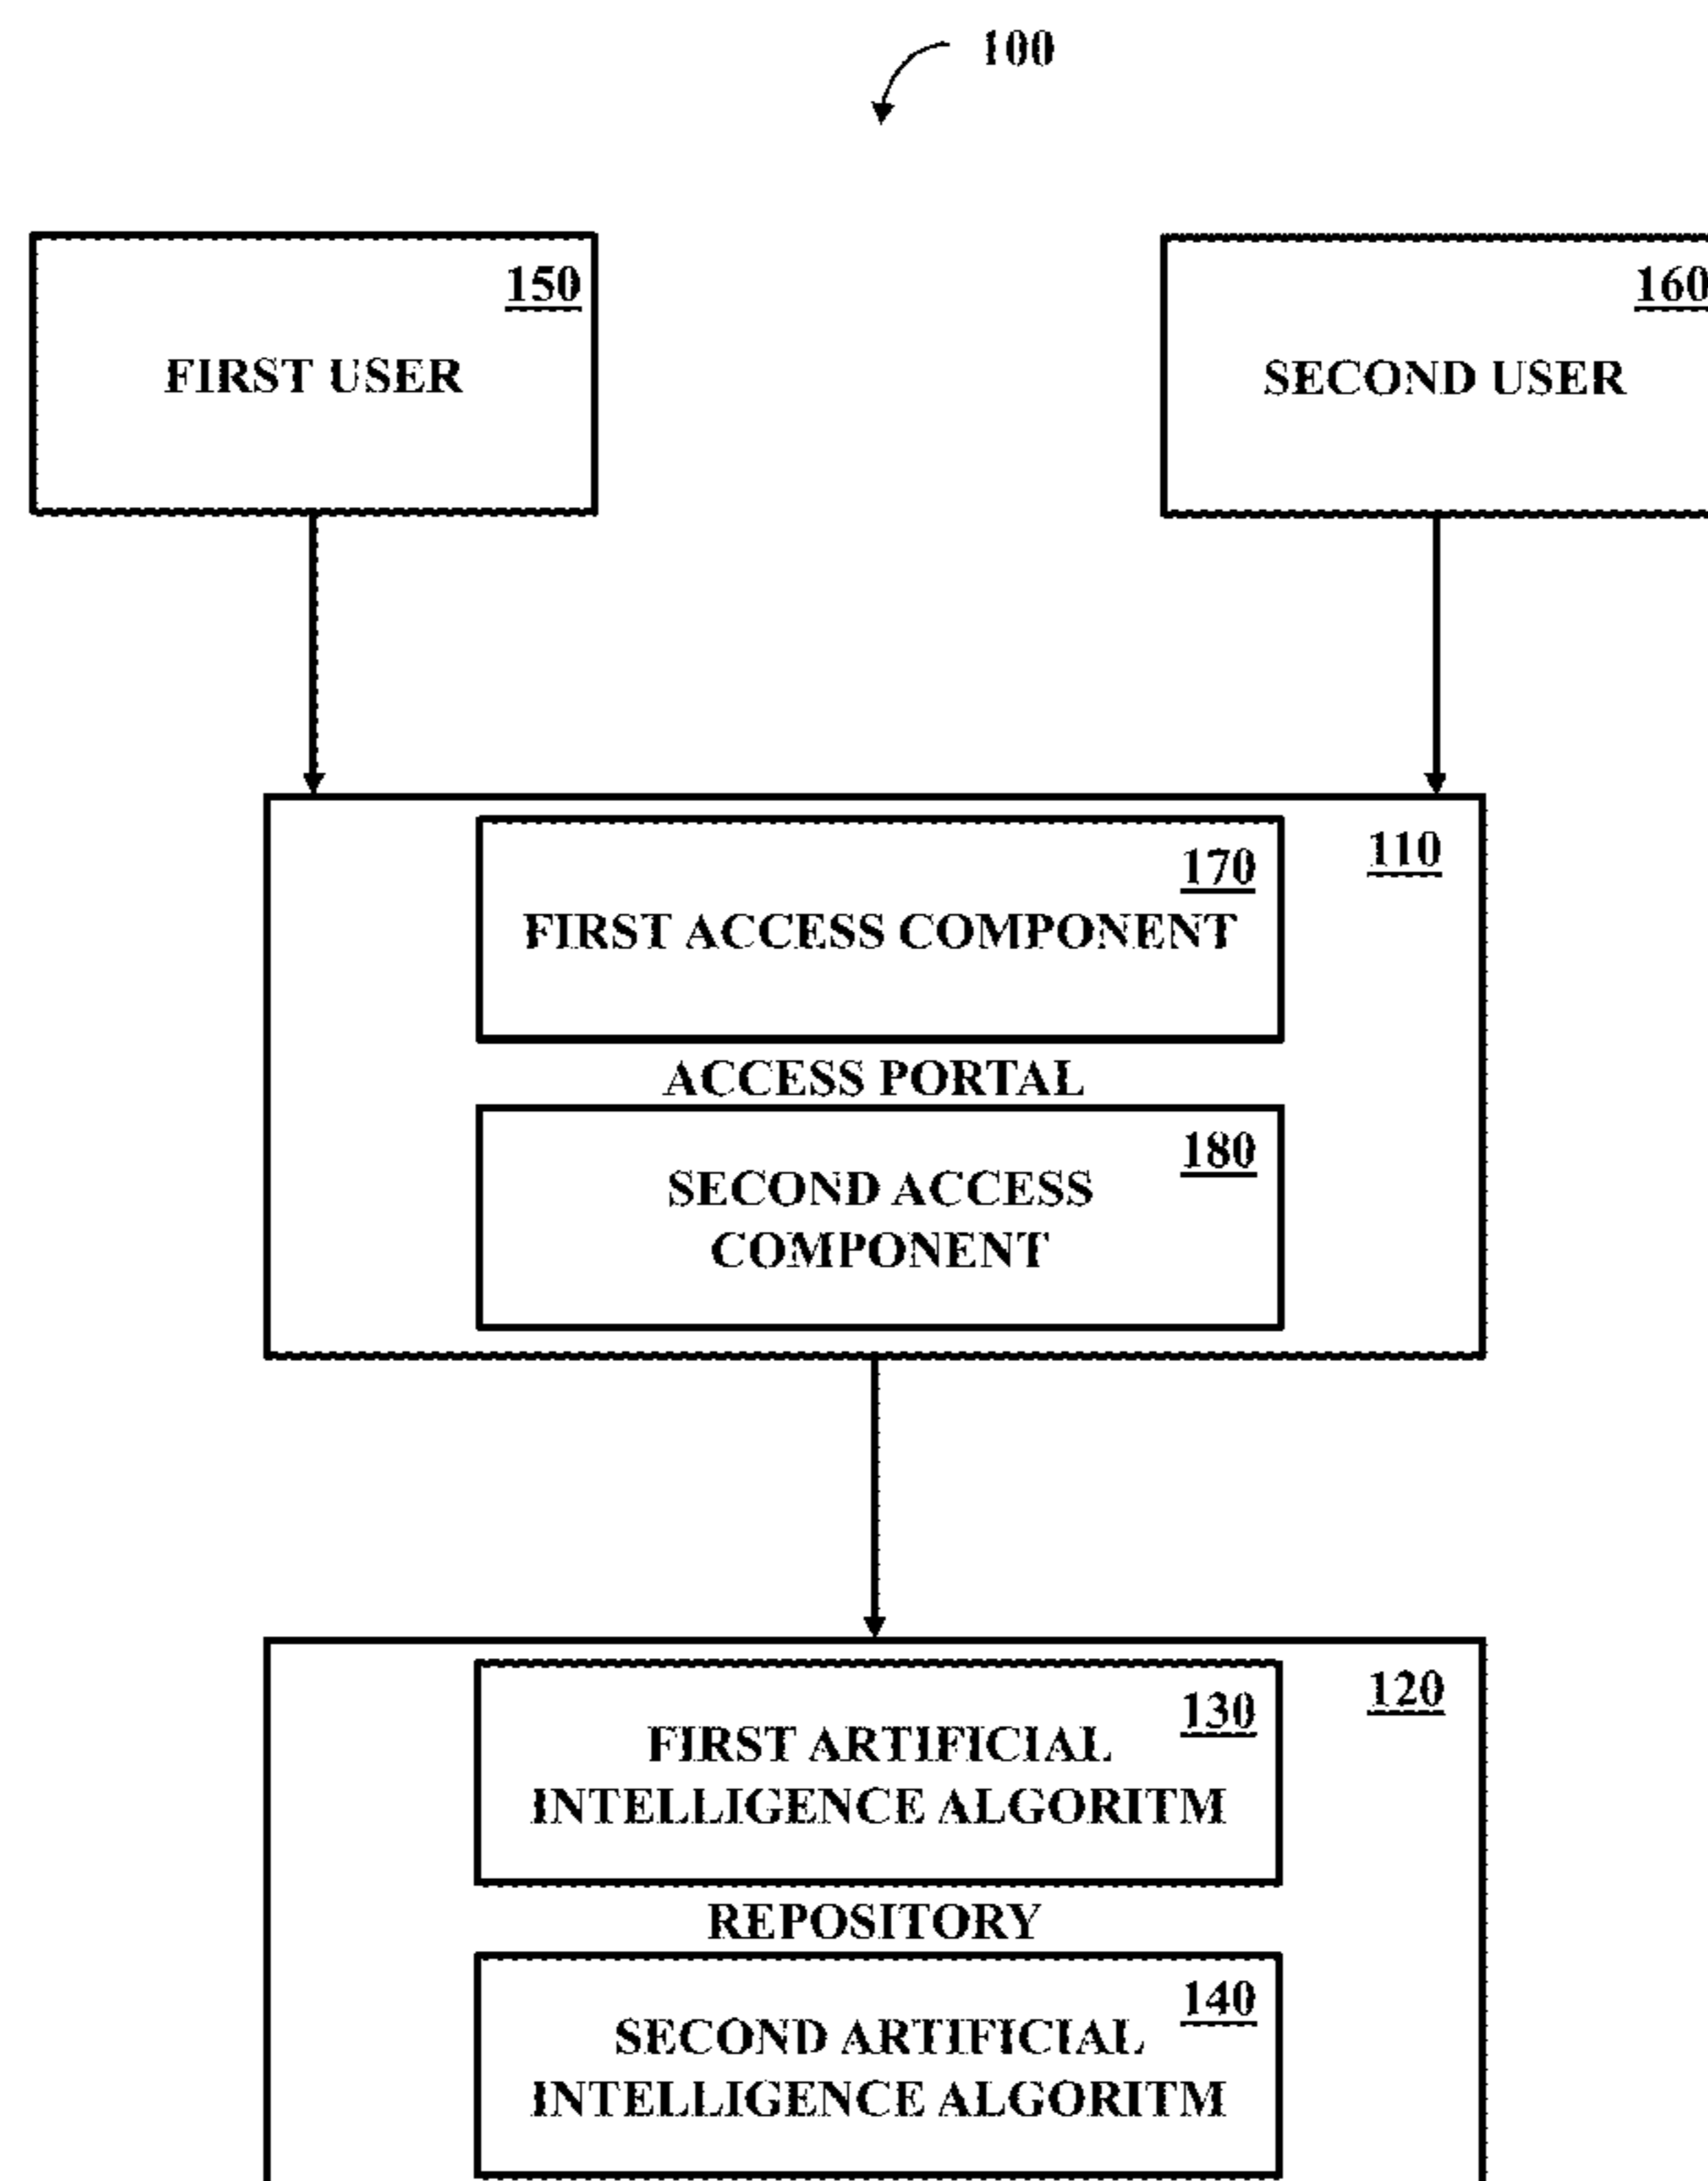 100
150
FIRST USER
160
SECOND USER
110
170
FIRST ACCESS COMPONENT
ACCESS PORTAL
180
SECOND ACCESS
COMPONENT
120
130
FIRST ARTIFICIAL
INTELLIGENCE ALGORITM
REPOSITORY
140
SECOND ARTIFICIAL
INTELLIGENCE ALGORITM